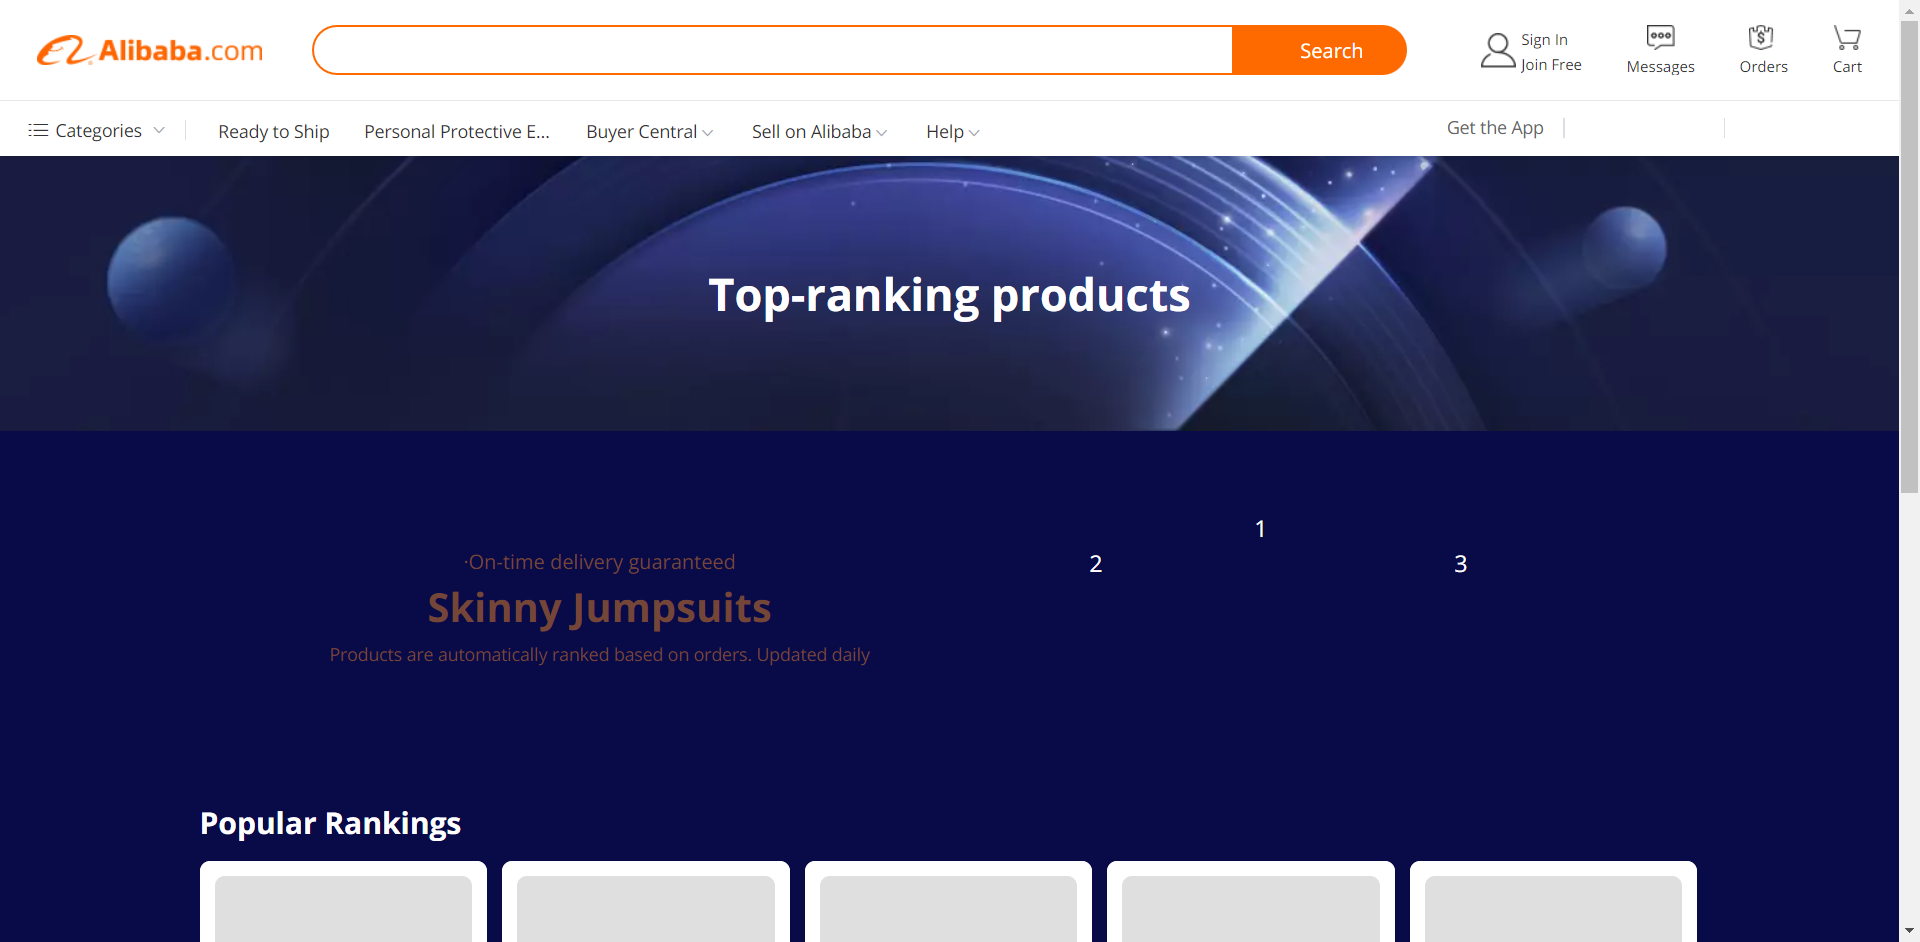 Alibaba.com
Search
Sign In
Join Free
Messages
Orders
Cart
Categories
Ready to Ship
Personal Protective E...
Buyer Central
Sell on Alibaba
Help
Get the App
Top-ranking products
1
2
3
·On-time delivery guaranteed
Skinny Jumpsuits
Products are automatically ranked based on orders. Updated daily
Popular Rankings